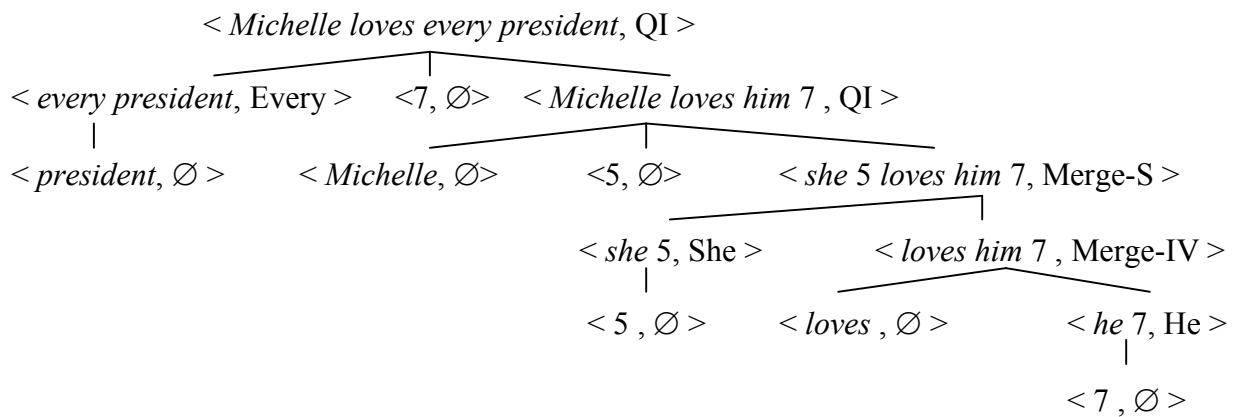 < Michelle loves every president, QI >
< every president, Every > <7, ∅> < Michelle loves him 7 , QI >
< president, ∅ > < Michelle, ∅> <5, ∅> < she 5 loves him 7, Merge-S >
< she 5, She > < loves him 7 , Merge-IV >
< 5 , ∅ > < loves , ∅ > < he 7, He >
< 7 , ∅ >